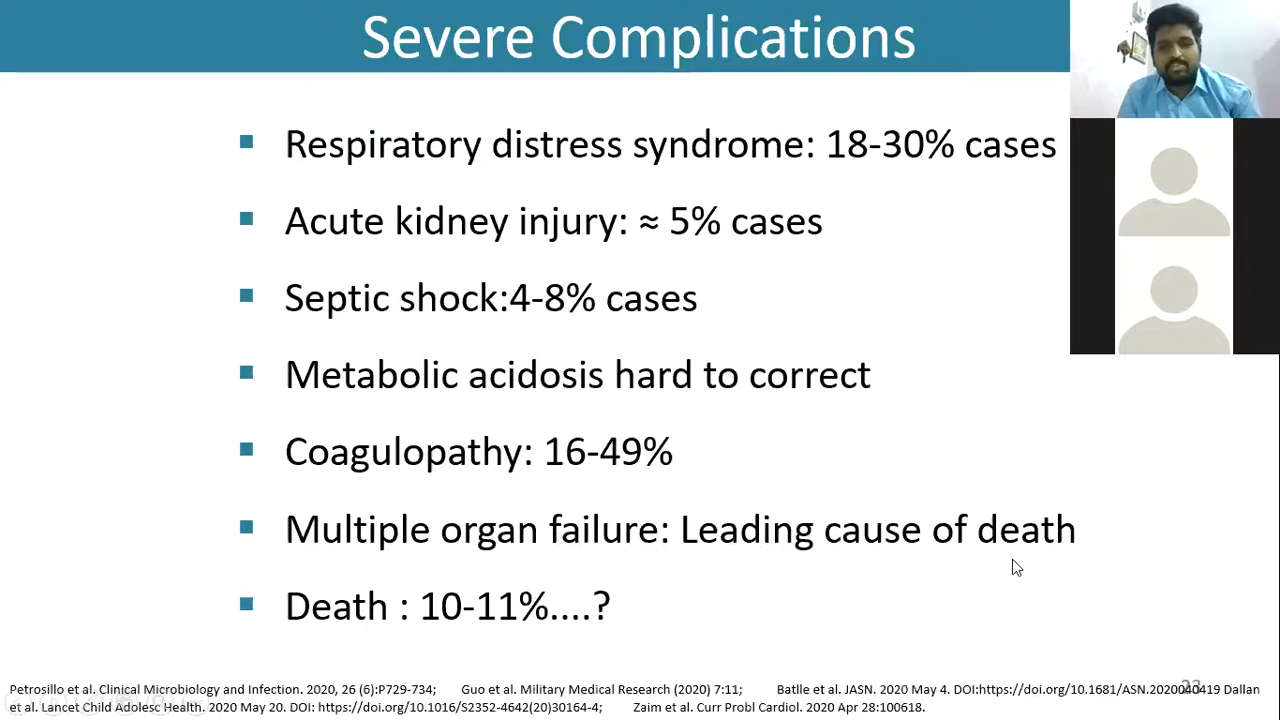 Severe Complications
Respiratory distress syndrome: 18-30% cases
Acute kidney injury: ≈ 5% cases
Septic shock:4-8% cases
Metabolic acidosis hard to correct
Coagulopathy: 16-49%
Multiple organ failure: Leading cause of death
Death : 10-11%....?
Petrosillo et al. Clinical Microbiology and Infection. 2020, 26 (6):P729-734; Guo et al. Military Medical Research (2020) 7:11; Batlle et al. JASN. 2020 May 4. DOI:https://doi.org/10.1681/ASN.2020040419 Dallan
et al. Lancet Child Adolesc Health. 2020 May 20. DOI: https://doi.org/10.1016/S2352-4642(20)30164-4; Zaim et al. Curr Probl Cardiol. 2020 Apr 28:100618.